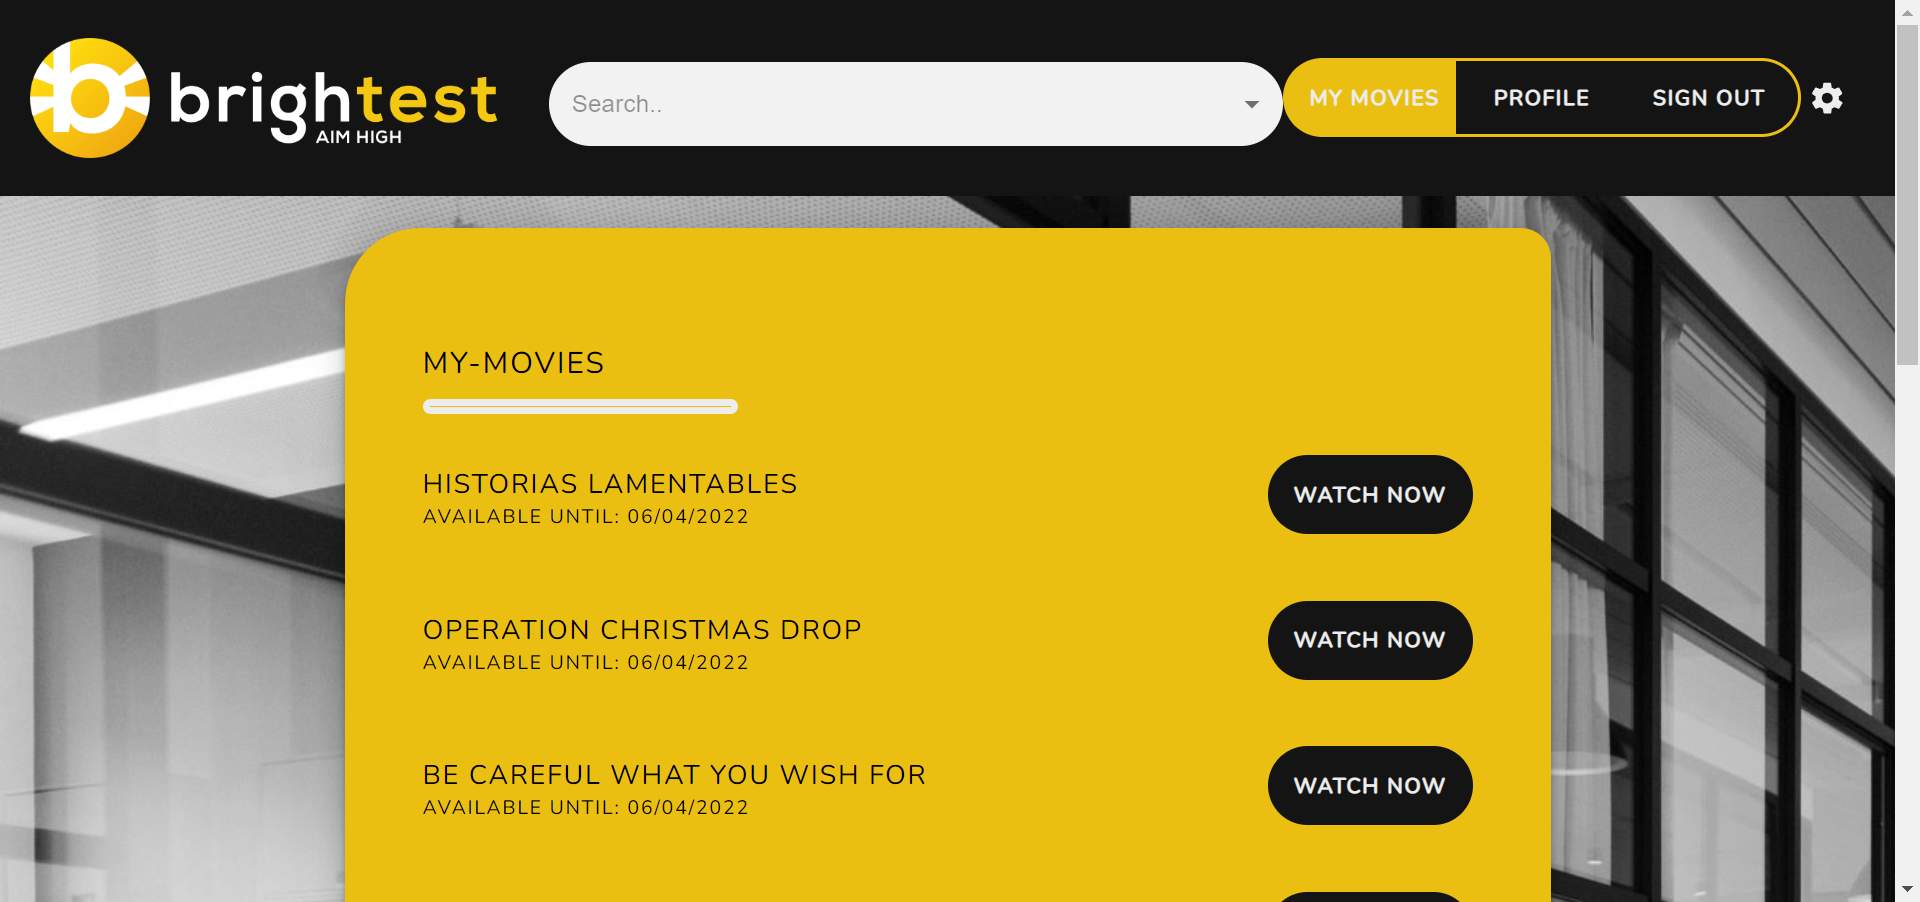 brightest
AIM HIGH
Search..
MY MOVIES
PROFILE
SIGN OUT
MY-MOVIES
HISTORIAS LAMENTABLES
AVAILABLE UNTIL: 06/04/2022
WATCH NOW
OPERATION CHRISTMAS DROP
AVAILABLE UNTIL: 06/04/2022
WATCH NOW
BE CAREFUL WHAT YOU WISH FOR
AVAILABLE UNTIL: 06/04/2022
WATCH NOW